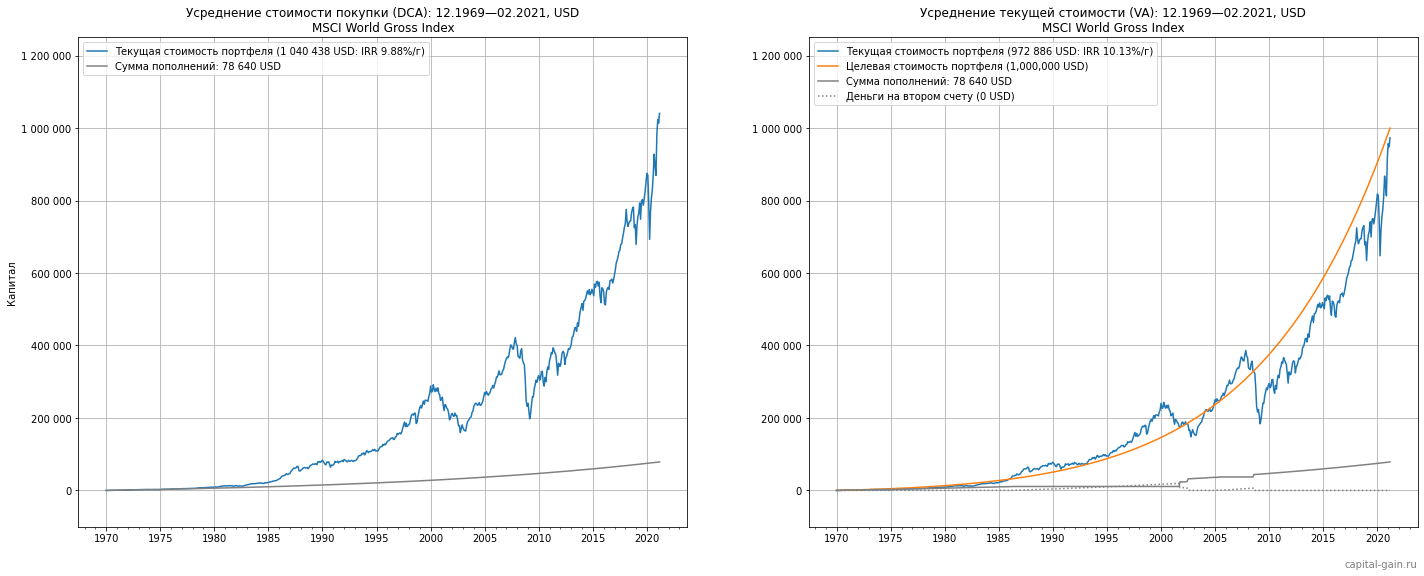 Усреднение стоимости покупки (DCA): 12.1969—02.2021, USD
MSCI World Gross Index
Текущая стоимость портфеля (1 040 438 USD: IRR 9.88%/г)
Сумма пополнений: 78 640 USD
Капитал
1 200 000
1 000 000
800 000
600 000
400 000
200 000
0
1970 1975 1980 1985 1990 1995 2000 2005 2010 2015 2020
Усреднение текущей стоимости (VA): 12.1969—02.2021, USD
MSCI World Gross Index
Текущая стоимость портфеля (972 886 USD: IRR 10.13%/г)
Целевая стоимость портфеля (1,000,000 USD)
Сумма пополнений: 78 640 USD
Деньги на втором счету (0 USD)
1 200 000
1 000 000
800 000
600 000
400 000
200 000
0
1970 1975 1980 1985 1990 1995 2000 2005 2010 2015 2020
capital-gain.ru